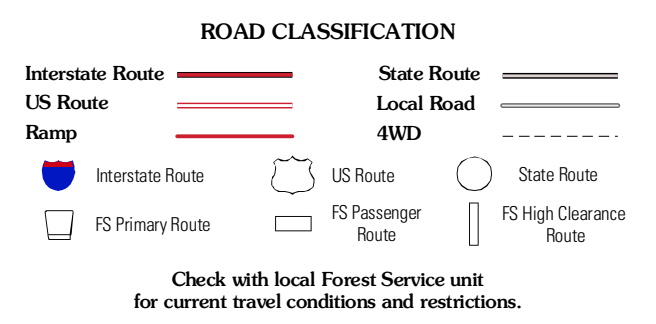 ROAD CLASSIFICATION
Interstate Route
State Route
US Route
Local Road
Ramp
4WD
Interstate Route
US Route
State Route
FS Primary Route
FS Passenger
Route
FS High Clearance
Route
Check with local Forest Service unit
for current travel conditions and restrictions.